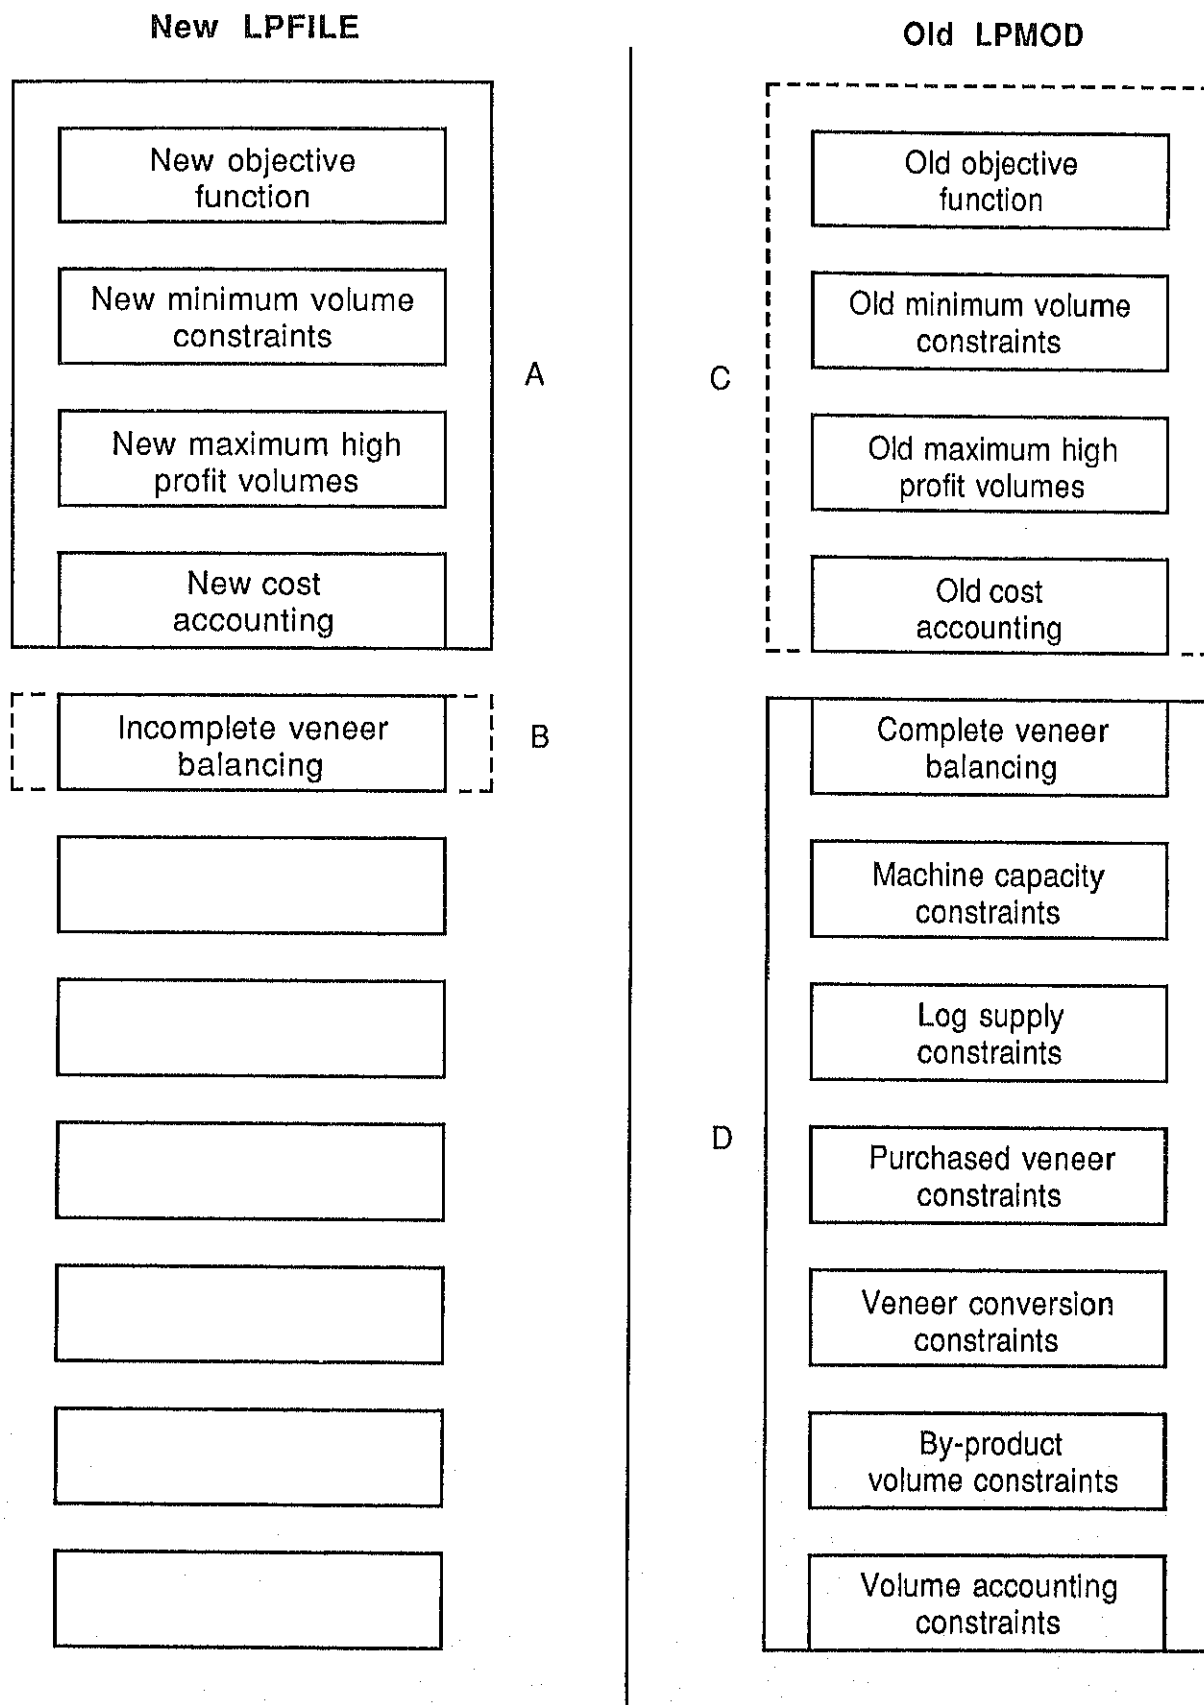 New LPFILE
New objective
function
New minimum volume
constraints
A
New maximum high
profit volumes
New cost
accounting
Incomplete veneer
balancing
B
Old LPMOD
Old objective
function
Old minimum volume
constraints
C
Old maximum high
profit volumes
Old cost
accounting
Complete veneer
balancing
Machine capacity
constraints
Log supply
constraints
D
Purchased veneer
constraints
Veneer conversion
constraints
By-product
volume constraints
Volume accounting
constraints